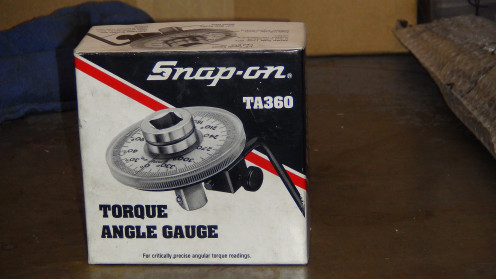 Snap-on®
TA360
TORQUE
ANGLE GAUGE
For critically precise angular torque readings.